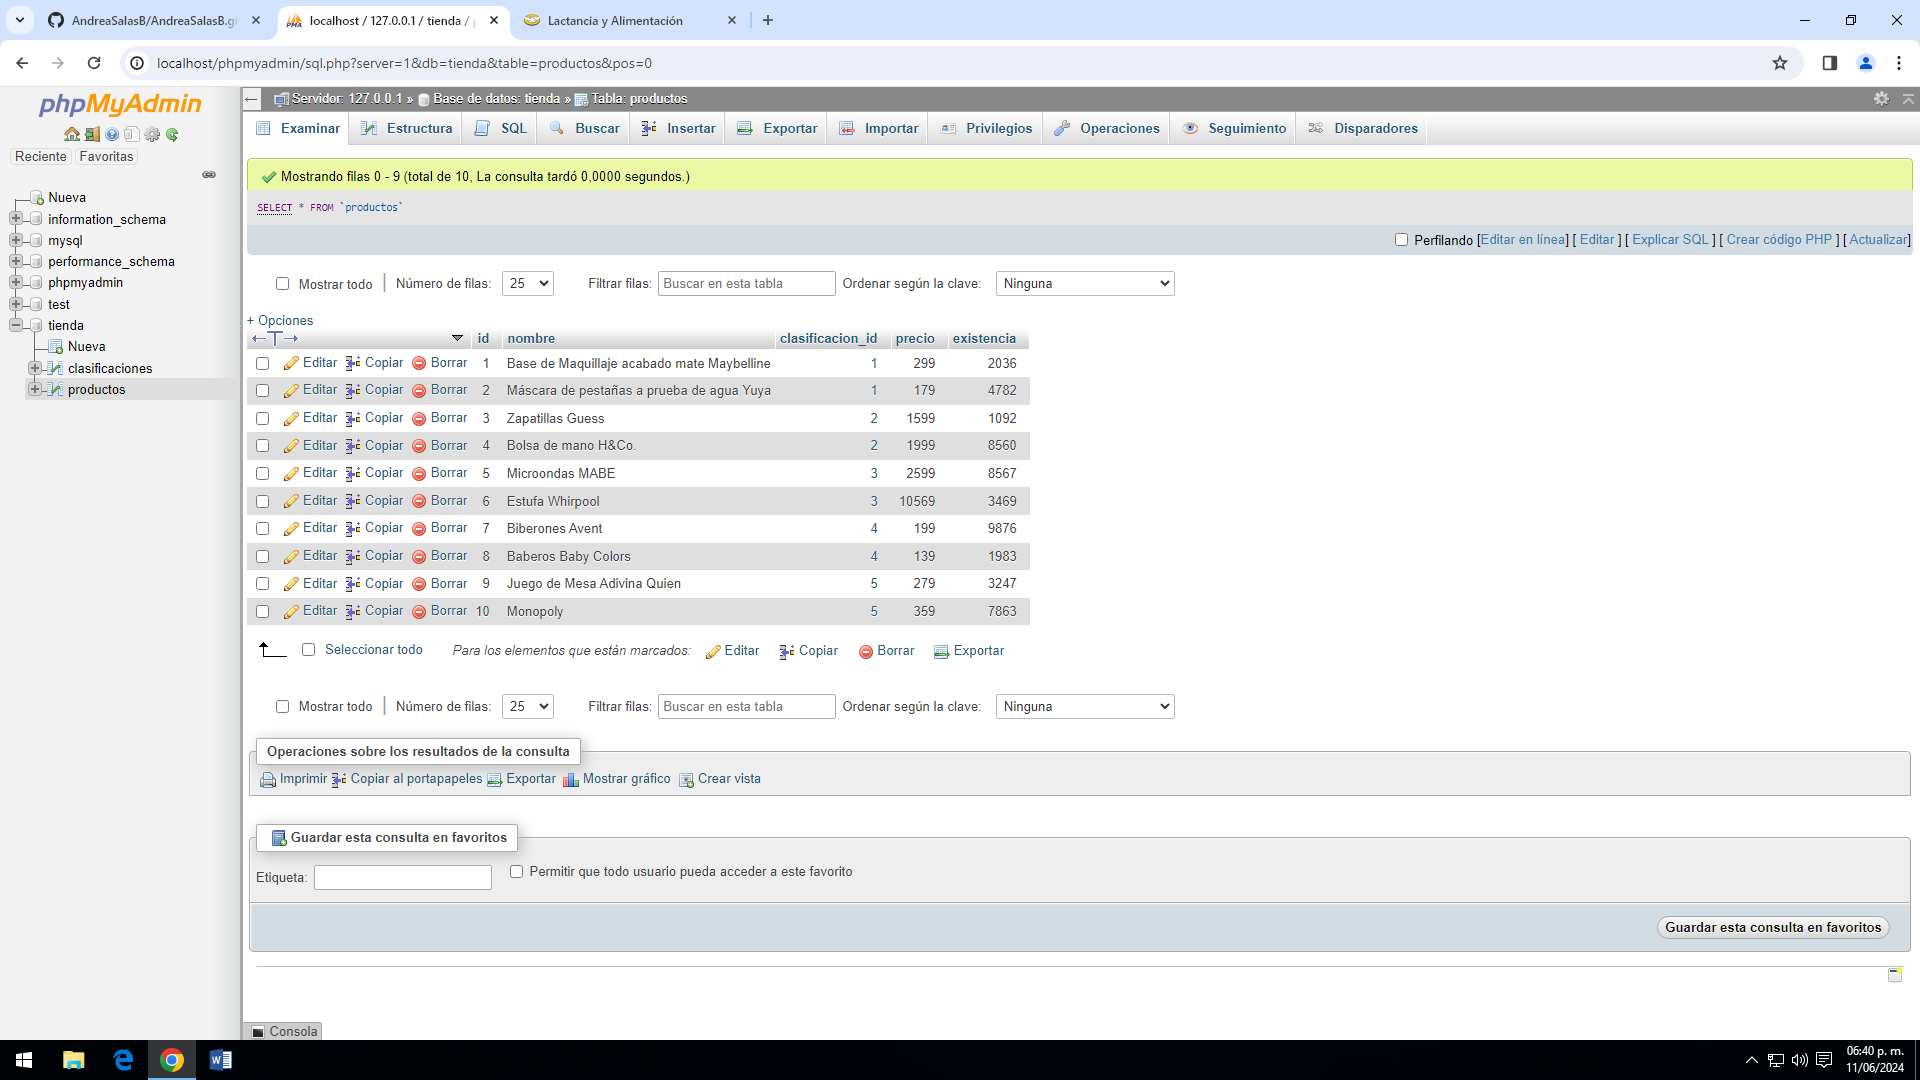 AndreaSalasB/AndreaSalasB.gi
localhost / 127.0.0.1 / tienda / p
Lactancia y Alimentación
localhost/phpmyadmin/sql.php?server=1&db=tienda&table=productos&pos=0
phpMyAdmin
Reciente Favoritas
Nueva
information_schema
mysql
performance_schema
phpmyadmin
test
tienda
Nueva
clasificaciones
productos
Servidor: 127.0.0.1 » Base de datos: tienda » Tabla: productos
Examinar Estructura SQL Buscar Insertar Exportar Importar Privilegios Operaciones Seguimiento Disparadores
Mostrando filas 0 - 9 (total de 10, La consulta tardó 0,0000 segundos.)
SELECT * FROM `productos`
Perfilando [Editar en línea] [ Editar ] [ Explicar SQL ] [ Crear código PHP ] [ Actualizar]
Mostrar todo | Número de filas: 25 Filtrar filas: Buscar en esta tabla Ordenar según la clave: Ninguna
+ Opciones
←T→ id nombre clasificacion_id precio existencia
Editar Copiar Borrar 1 Base de Maquillaje acabado mate Maybelline 1 299 2036
Editar Copiar Borrar 2 Máscara de pestañas a prueba de agua Yuya 1 179 4782
Editar Copiar Borrar 3 Zapatillas Guess 2 1599 1092
Editar Copiar Borrar 4 Bolsa de mano H&Co. 2 1999 8560
Editar Copiar Borrar 5 Microondas MABE 3 2599 8567
Editar Copiar Borrar 6 Estufa Whirpool 3 10569 3469
Editar Copiar Borrar 7 Biberones Avent 4 199 9876
Editar Copiar Borrar 8 Baberos Baby Colors 4 139 1983
Editar Copiar Borrar 9 Juego de Mesa Adivina Quien 5 279 3247
Editar Copiar Borrar 10 Monopoly 5 359 7863
Seleccionar todo Para los elementos que están marcados: Editar Copiar Borrar Exportar
Mostrar todo | Número de filas: 25 Filtrar filas: Buscar en esta tabla Ordenar según la clave: Ninguna
Operaciones sobre los resultados de la consulta
Imprimir Copiar al portapapeles Exportar Mostrar gráfico Crear vista
Guardar esta consulta en favoritos
Etiqueta: Permitir que todo usuario pueda acceder a este favorito
Guardar esta consulta en favoritos
Consola
06:40 p. m.
11/06/2024